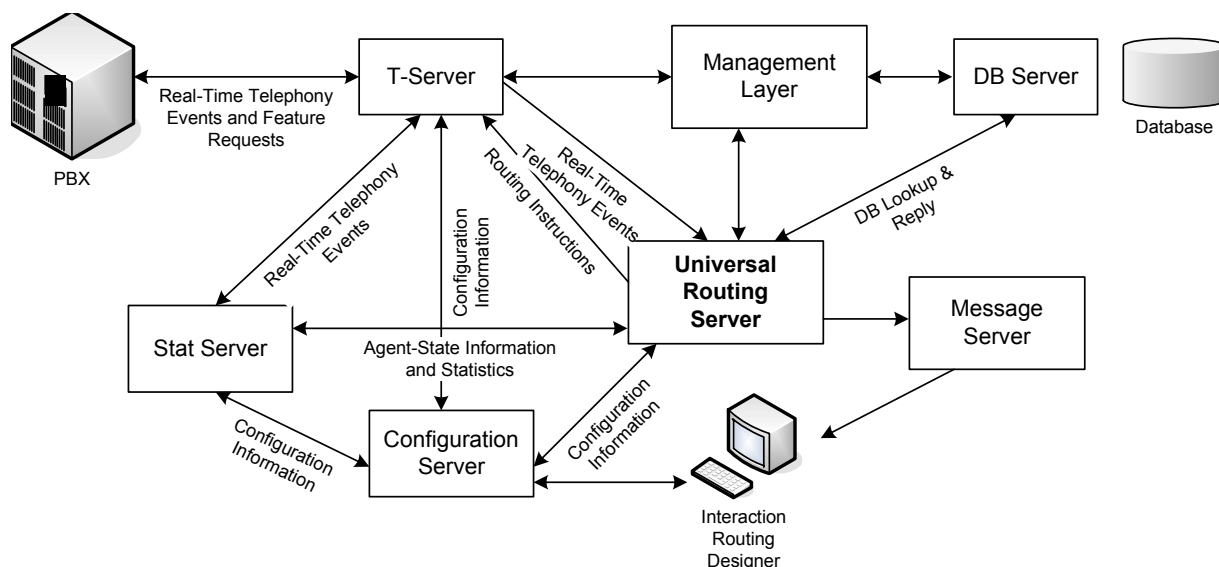 T-Server
Management
Layer
DB Server
Database
Real-Time Telephony
Events and Feature
Requests
PBX
Real-Time Telephony
Events
Configuration
Information
Routing Instructions
Real-Time
Telephony Events
DB Lookup &
Reply
Universal
Routing
Server
Message
Server
Stat Server
Agent-State Information
and Statistics
Configuration
Information
Configuration
Server
Configuration
Information
Interaction
Routing
Designer